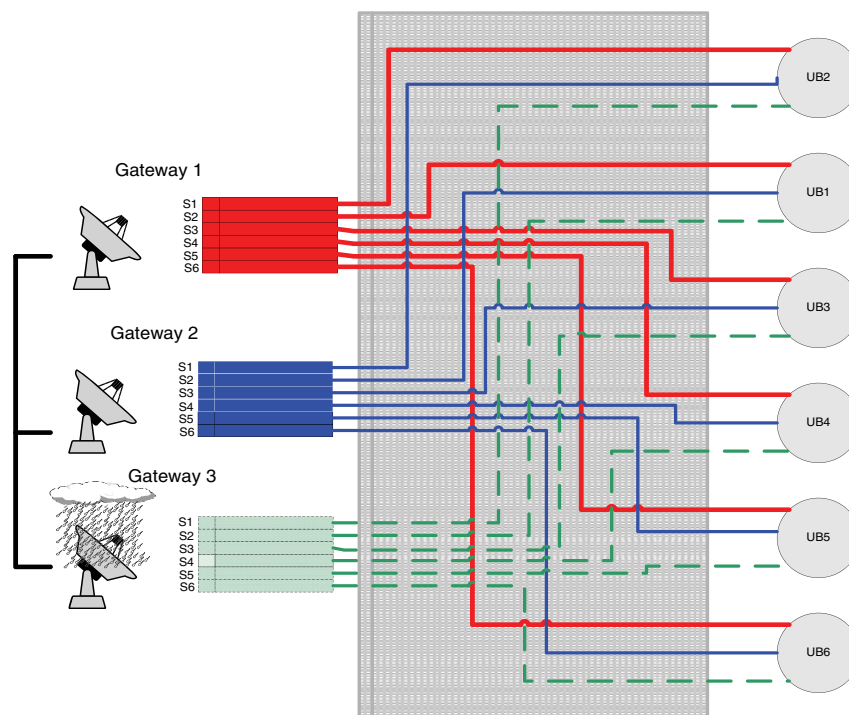 UB2
Gateway 1
S1
S2
S3
S4
S5
S6
UB1
UB3
Gateway 2
S1
S2
S3
S4
S5
S6
UB4
Gateway 3
S1
S2
S3
S4
S5
S6
UB5
UB6